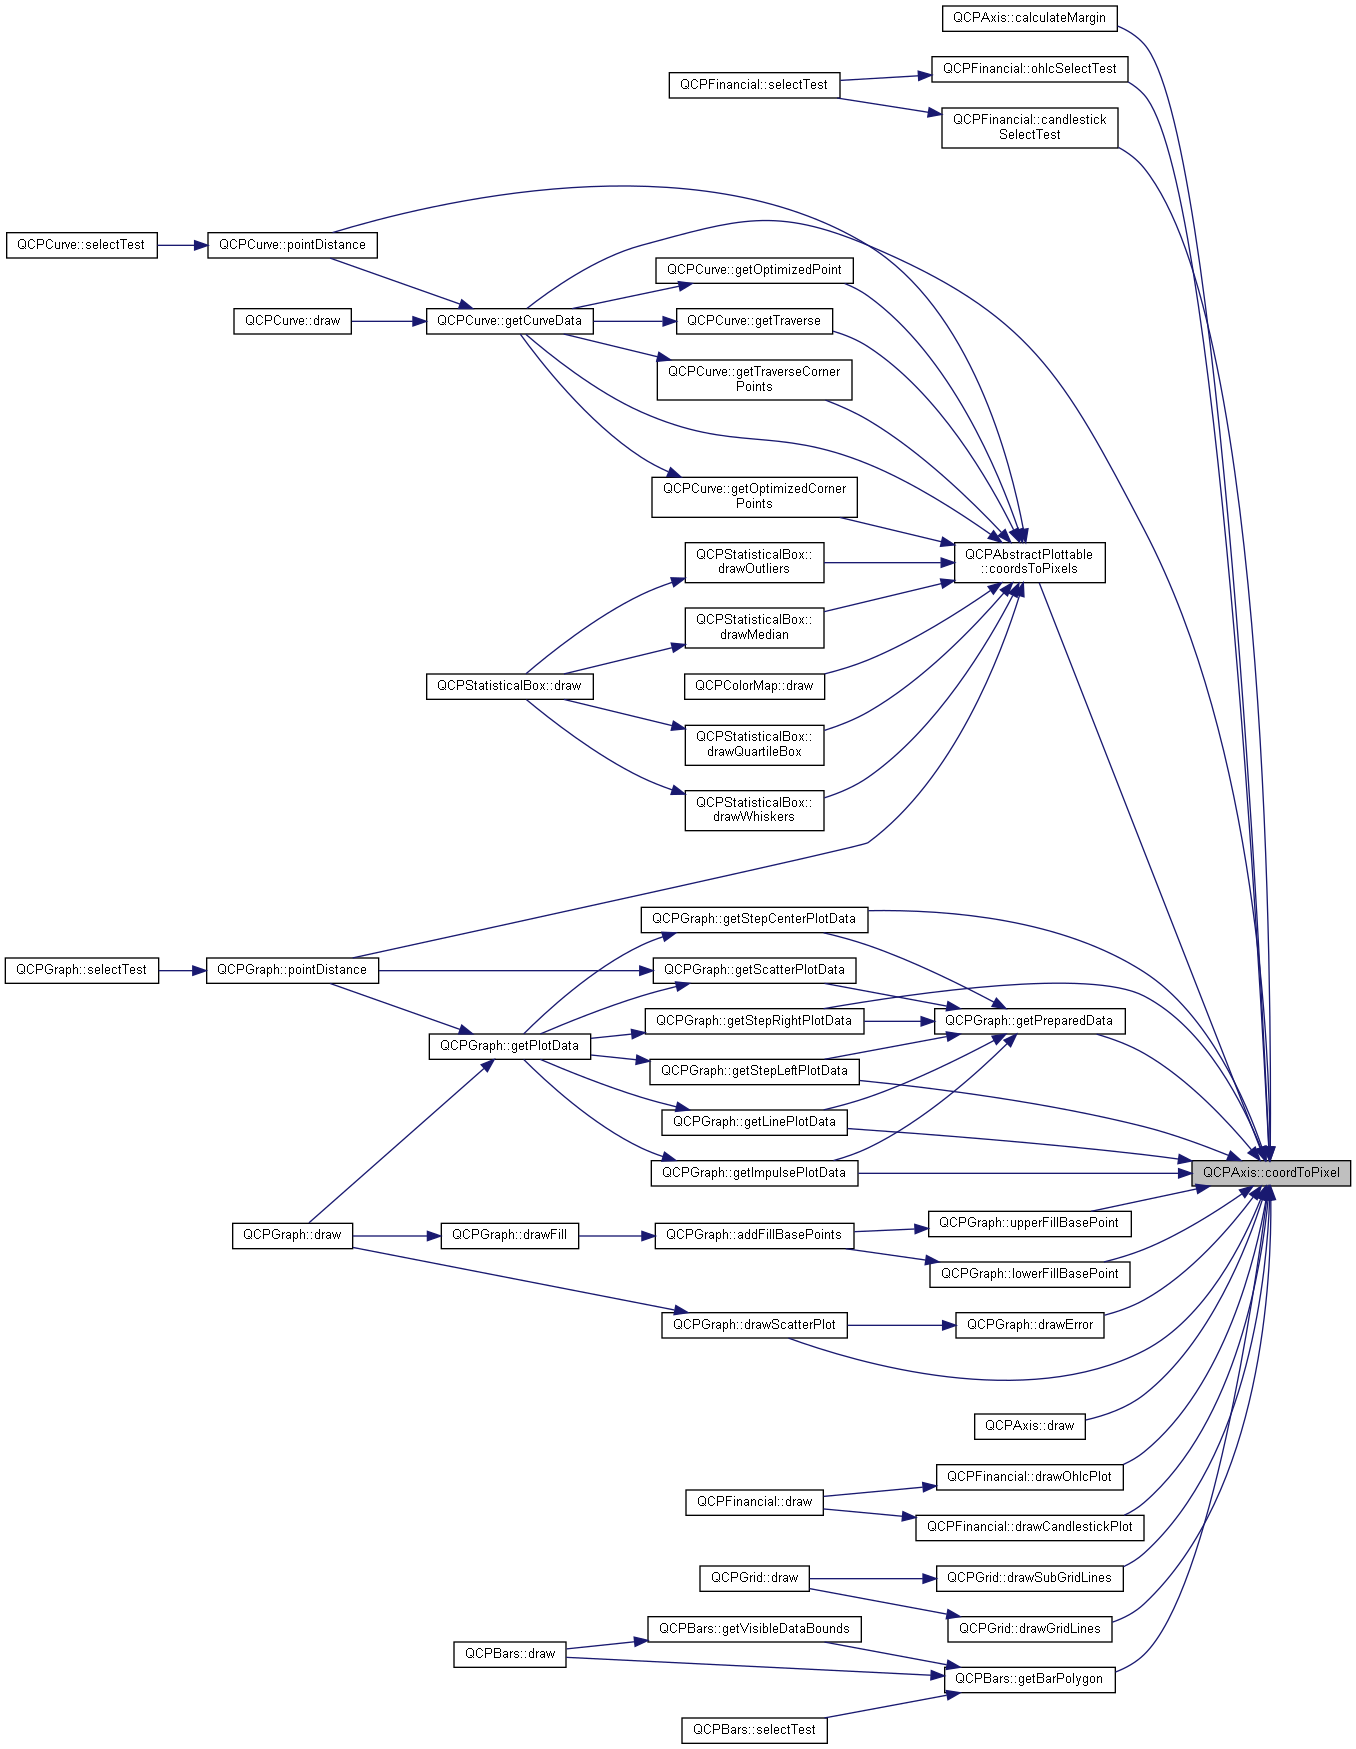 QCPAxis::calculateMargin
QCPFinancial::ohlcSelectTest
QCPFinancial::selectTest
QCPFinancial::candlestick
SelectTest
QCPCurve::selectTest
QCPCurve::pointDistance
QCPCurve::getOptimizedPoint
QCPCurve::draw
QCPCurve::getCurveData
QCPCurve::getTraverse
QCPCurve::getTraverseCorner
Points
QCPCurve::getOptimizedCorner
Points
QCPStatisticalBox::
drawOutliers
QCPAbstractPlottable
::coordsToPixels
QCPStatisticalBox::
drawMedian
QCPStatisticalBox::draw
QCPColorMap::draw
QCPStatisticalBox::
drawQuartileBox
QCPStatisticalBox::
drawWhiskers
QCPGraph::getStepCenterPlotData
QCPGraph::selectTest
QCPGraph::pointDistance
QCPGraph::getScatterPlotData
QCPGraph::getStepRightPlotData
QCPGraph::getPreparedData
QCPGraph::getPlotData
QCPGraph::getStepLeftPlotData
QCPGraph::getLinePlotData
QCPGraph::getImpulsePlotData
QCPAxis::coordToPixel
QCPGraph::upperFillBasePoint
QCPGraph::draw
QCPGraph::drawFill
QCPGraph::addFillBasePoints
QCPGraph::lowerFillBasePoint
QCPGraph::drawScatterPlot
QCPGraph::drawError
QCPAxis::draw
QCPFinancial::drawOhlcPlot
QCPFinancial::draw
QCPFinancial::drawCandlestickPlot
QCPGrid::draw
QCPGrid::drawSubGridLines
QCPBars::getVisibleDataBounds
QCPGrid::drawGridLines
QCPBars::draw
QCPBars::getBarPolygon
QCPBars::selectTest